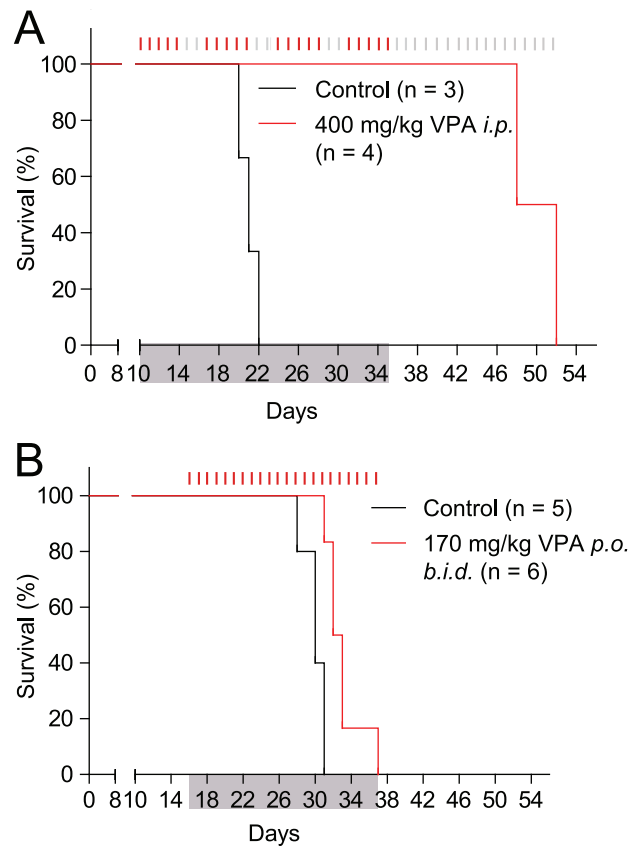 A
100
80
60
40
20
0
Survival (%)
Control (n = 3)
400 mg/kg VPA i.p.
(n = 4)
0 8 10 14 18 22 26 30 34 38 42 46 50 54
Days
B
100
80
60
40
20
0
Survival (%)
Control (n = 5)
170 mg/kg VPA p.o.
b.i.d. (n = 6)
0 8 10 14 18 22 26 30 34 38 42 46 50 54
Days